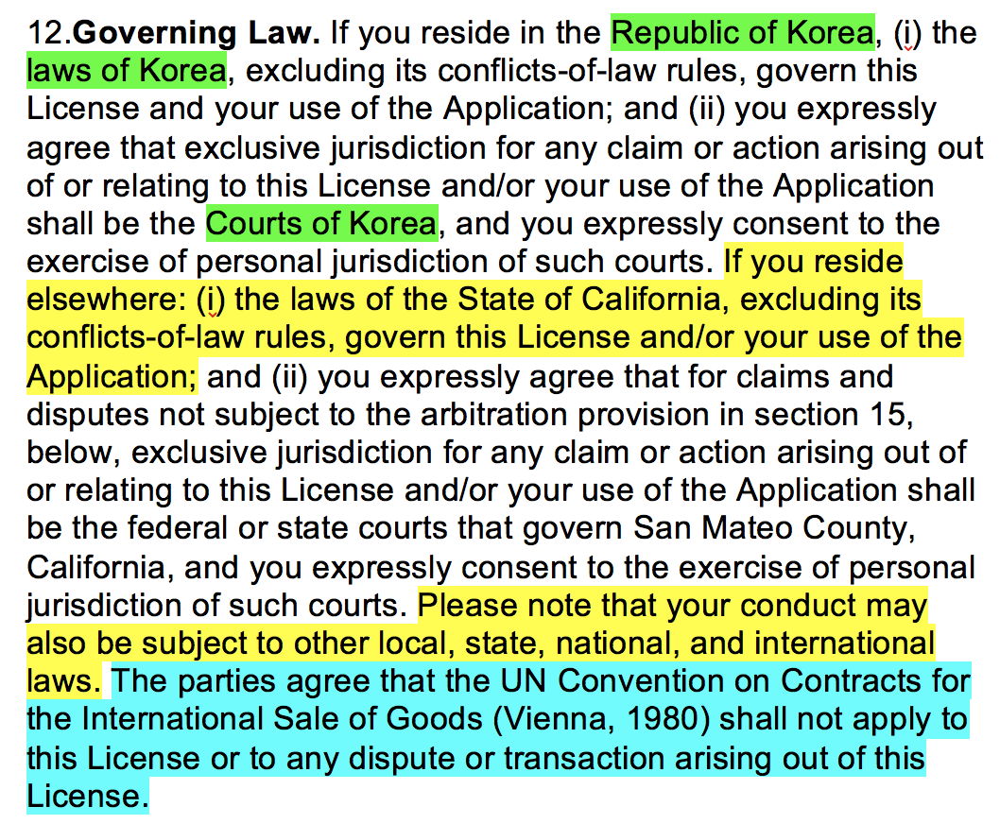 12.Governing Law. If you reside in the Republic of Korea, (i) the
laws of Korea, excluding its conflicts-of-law rules, govern this
License and your use of the Application; and (ii) you expressly
agree that exclusive jurisdiction for any claim or action arising out
of or relating to this License and/or your use of the Application
shall be the Courts of Korea, and you expressly consent to the
exercise of personal jurisdiction of such courts. If you reside
elsewhere: (i) the laws of the State of California, excluding its
conflicts-of-law rules, govern this License and/or your use of the
Application; and (ii) you expressly agree that for claims and
disputes not subject to the arbitration provision in section 15,
below, exclusive jurisdiction for any claim or action arising out of
or relating to this License and/or your use of the Application shall
be the federal or state courts that govern San Mateo County,
California, and you expressly consent to the exercise of personal
jurisdiction of such courts. Please note that your conduct may
also be subject to other local, state, national, and international
laws. The parties agree that the UN Convention on Contracts for
the International Sale of Goods (Vienna, 1980) shall not apply to
this License or to any dispute or transaction arising out of this
License.